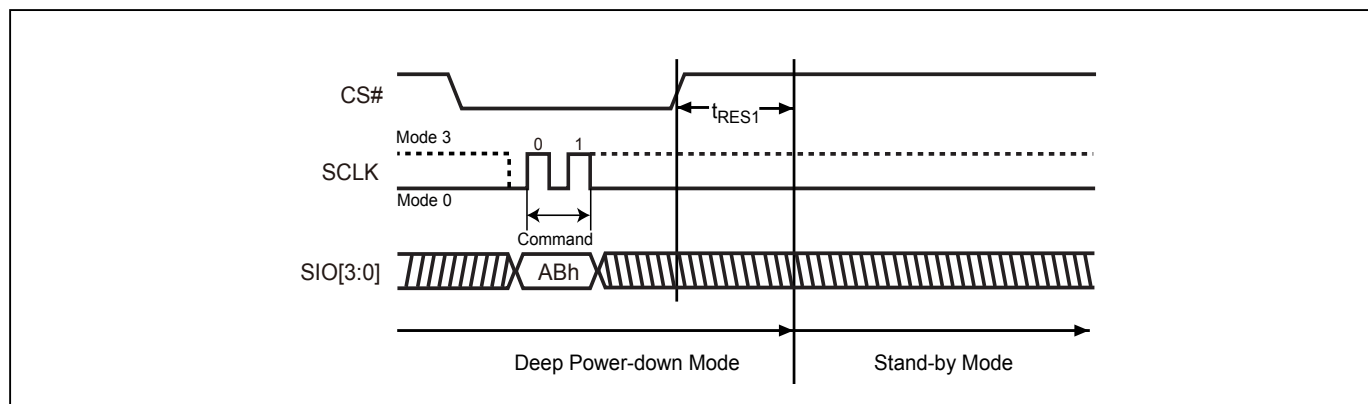 CS#
tRES1
Mode 3
0 1
SCLK
Mode 0
Command
SIO[3:0]
ABh
Deep Power-down Mode
Stand-by Mode